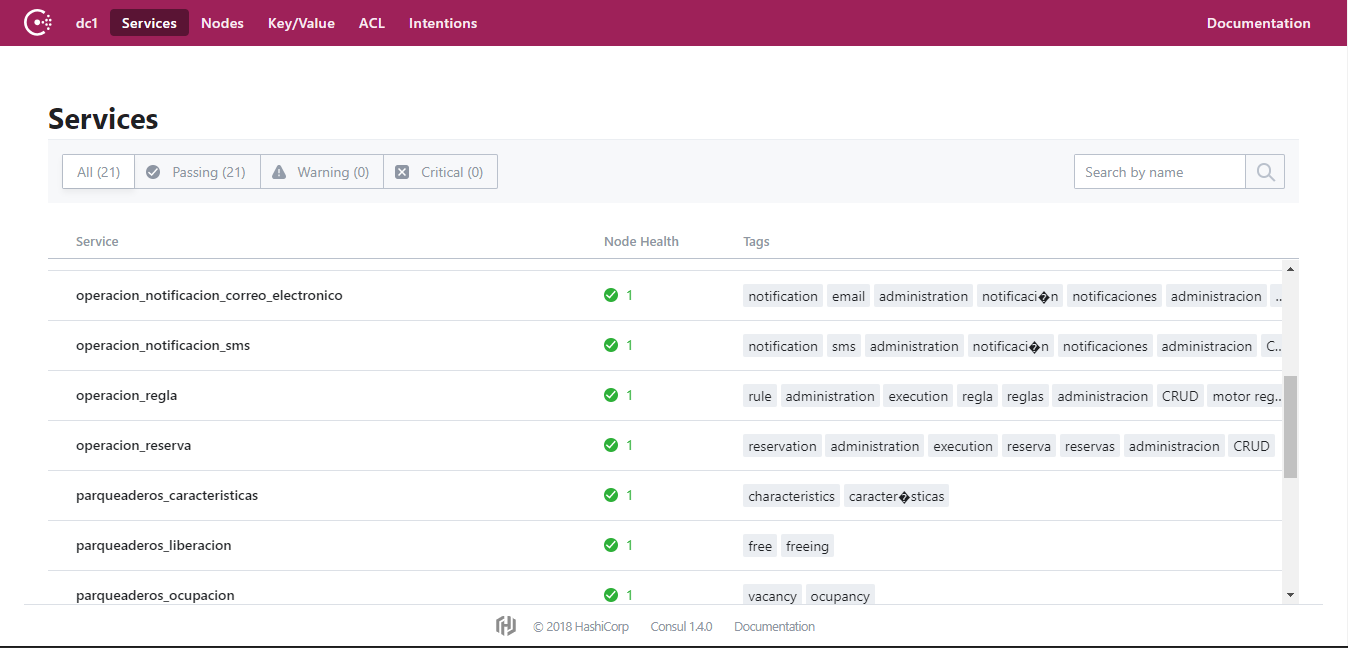 dc1 Services Nodes Key/Value ACL Intentions Documentation
Services
All (21) Passing (21) Warning (0) Critical (0) Search by name
Service Node Health Tags
operacion_notificacion_correo_electronico 1 notification email administration notificaci�n notificaciones administracion ..
operacion_notificacion_sms 1 notification sms administration notificaci�n notificaciones administracion C..
operacion_regla 1 rule administration execution regla reglas administracion CRUD motor reg..
operacion_reserva 1 reservation administration execution reserva reservas administracion CRUD
parqueaderos_caracteristicas 1 characteristics caracter�sticas
parqueaderos_liberacion 1 free freeing
parqueaderos_ocupacion 1 vacancy ocupancy
© 2018 HashiCorp Consul 1.4.0 Documentation